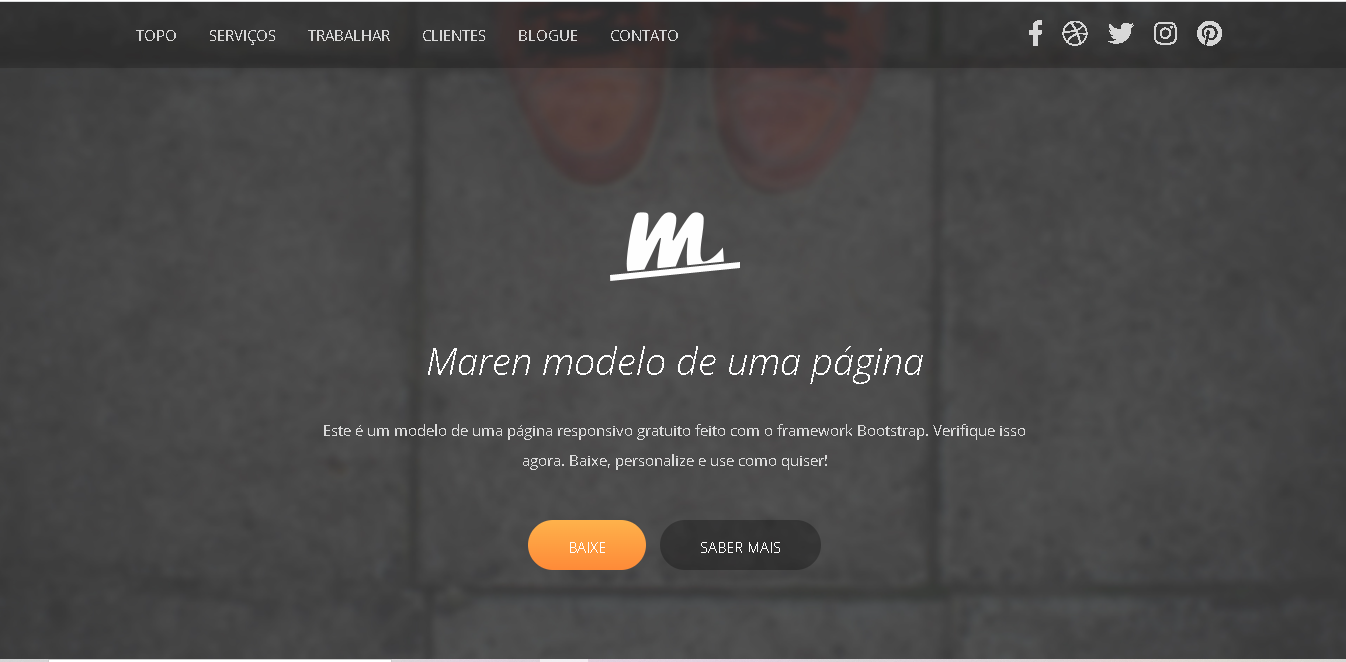 TOPO SERVIÇOS TRABALHAR CLIENTES BLOGUE CONTATO
m
Maren modelo de uma página
Este é um modelo de uma página responsivo gratuito feito com o framework Bootstrap. Verifique isso
agora. Baixe, personalize e use como quiser!
BAIXE SABER MAIS